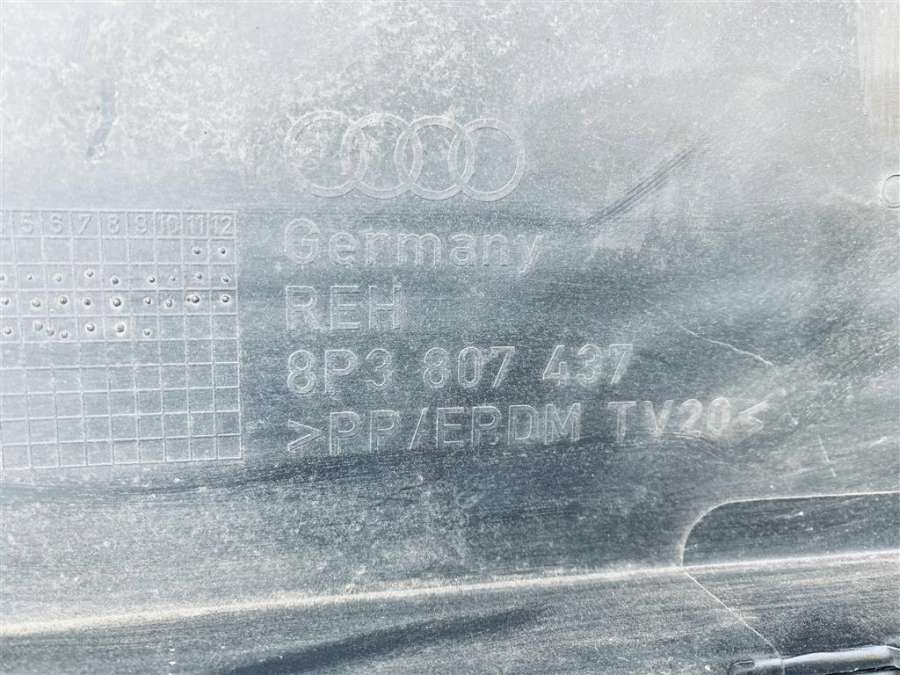 5 6 7 8 9 10 11 12
Germany
REH
8P3 807 437
>PP/EPDM TV20<